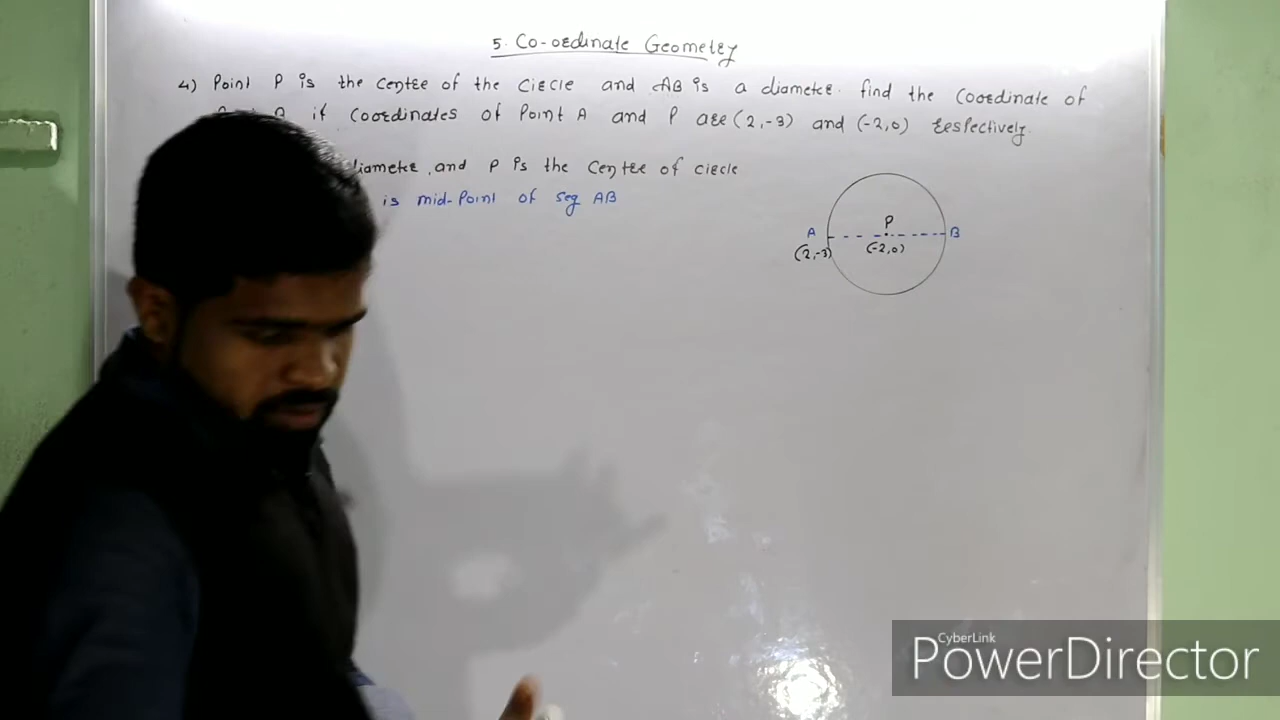 5. Co-ordinate Geometry
4) Point P is the centre of the circle and AB is a diameter. find the coordinate of
B if coordinates of Point A and P are (2,-3) and (-2,0) respectively.
diameter, and P is the centre of circle
is mid-point of seg AB
P
A B
(2,-3) (-2,0)
CyberLink
PowerDirector